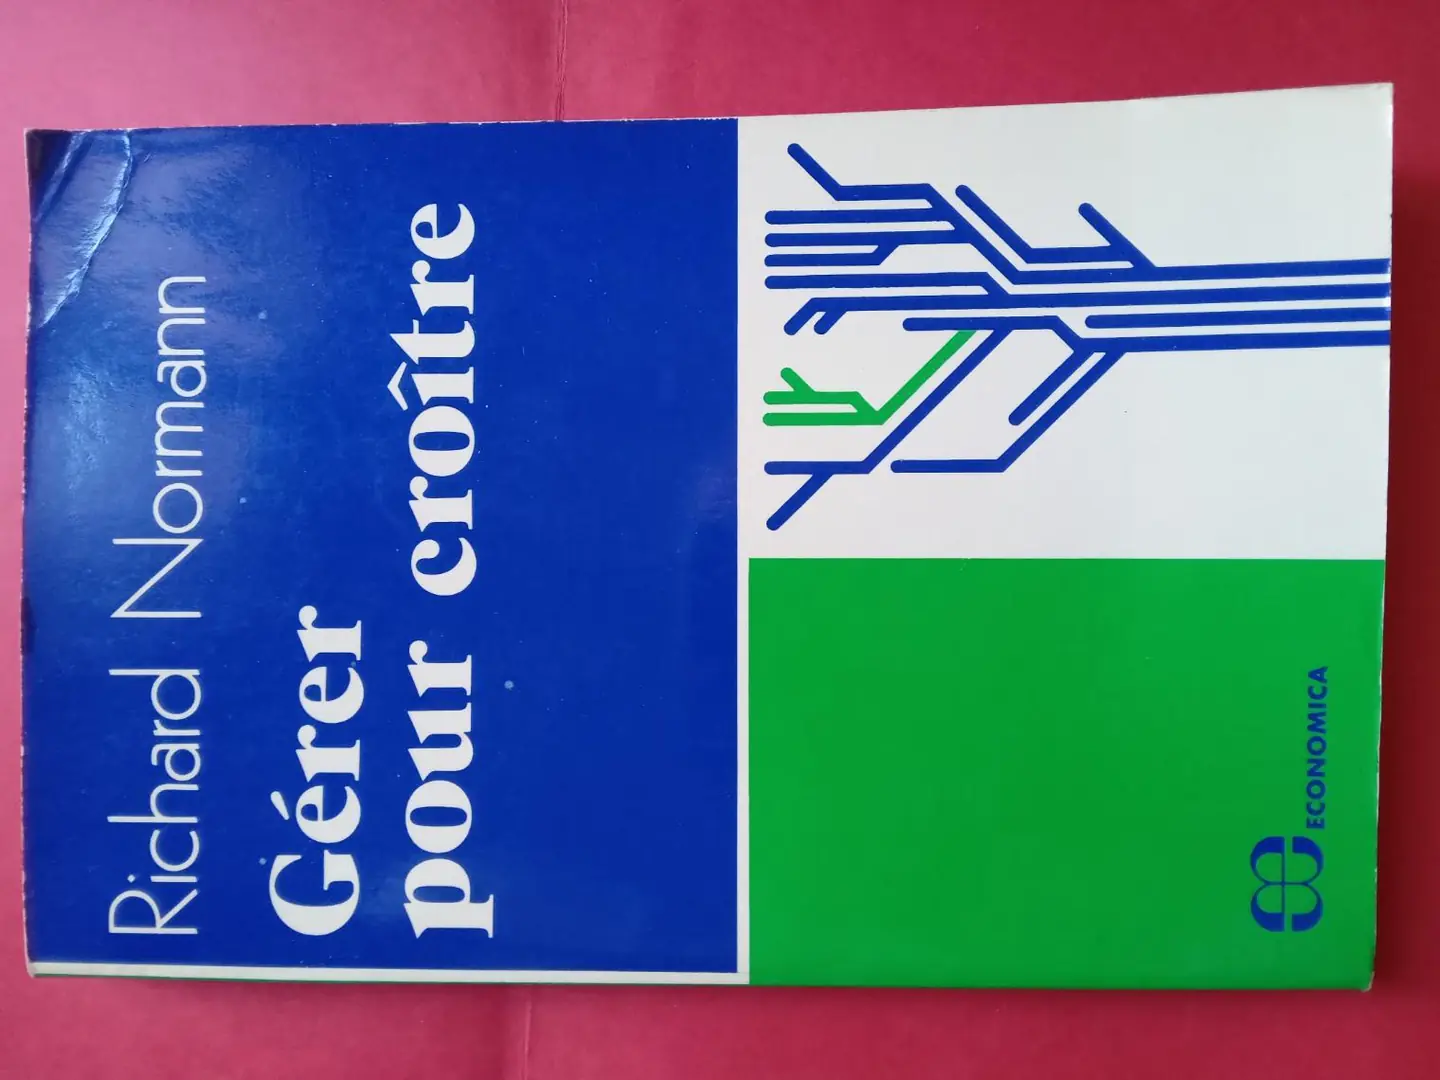 Richard Normann
Gérer
pour croître
ECONOMICA